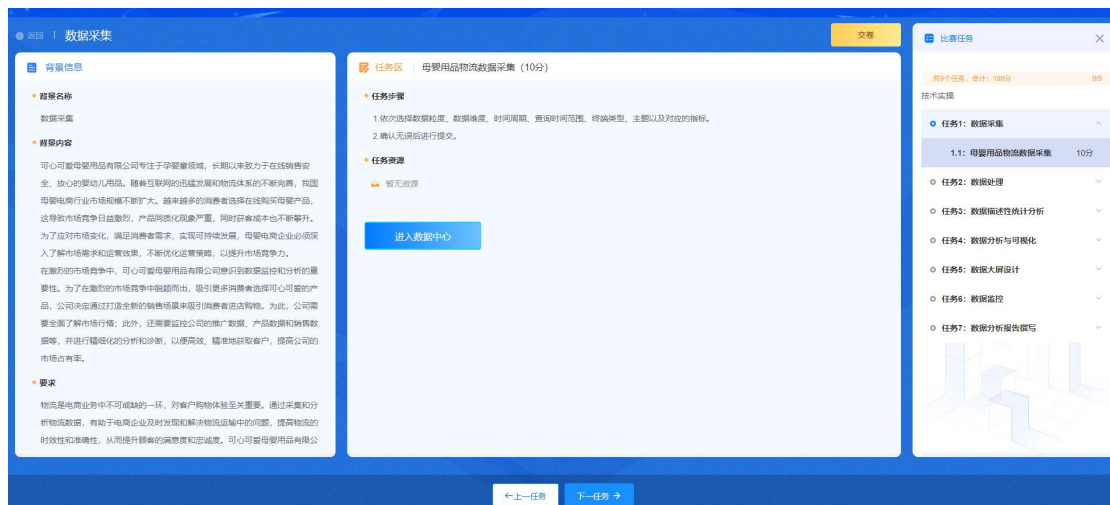 返回 | 数据采集
交卷
背景信息
背景名称
数据采集
背景内容
可心可爱母婴用品有限公司专注于孕婴童领域，长期以来致力于在线销售安
全、放心的婴幼儿用品。随着互联网的迅猛发展和物流体系的不断完善，我国
母婴电商行业市场规模不断扩大。越来越多的消费者选择在线购买母婴产品，
这导致市场竞争日益激烈，产品同质化现象严重，同时获客成本也不断攀升。
为了应对市场变化，满足消费者需求，实现可持续发展，母婴电商企业必须深
入了解市场需求和运营效果，不断优化运营策略，以提升市场竞争力。
在激烈的市场竞争中，可心可爱母婴用品有限公司意识到数据监控和分析的重
要性。为了在激烈的市场竞争中脱颖而出，吸引更多消费者选择可心可爱的产
品，公司决定通过打造全新的销售场景来吸引消费者进店购物。为此，公司需
要全面了解市场行情；此外，还需要监控公司的推广数据、产品数据和销售数
据等，并进行精细化的分析和诊断，以便高效、精准地获取客户，提高公司的
市场占有率。
要求
物流是电商业务中不可或缺的一环，对客户购物体验至关重要。通过采集和分
析物流数据，有助于电商企业及时发现和解决物流运输中的问题，提高物流的
时效性和准确性，从而提升顾客的满意度和忠诚度。可心可爱母婴用品有限公
任务区 | 母婴用品物流数据采集（10分）
任务步骤
1.依次选择数据粒度、数据维度、时间周期、查询时间范围、终端类型、主题以及对应的指标。
2.确认无误后进行提交。
任务资源
暂无资源
进入数据中心
比赛任务
共9个任务，合计：100分 0/9
技术实操
任务1：数据采集
1.1：母婴用品物流数据采集 10分
任务2：数据处理
任务3：数据描述性统计分析
任务4：数据分析与可视化
任务5：数据大屏设计
任务6：数据监控
任务7：数据分析报告撰写
←上一任务 下一任务→